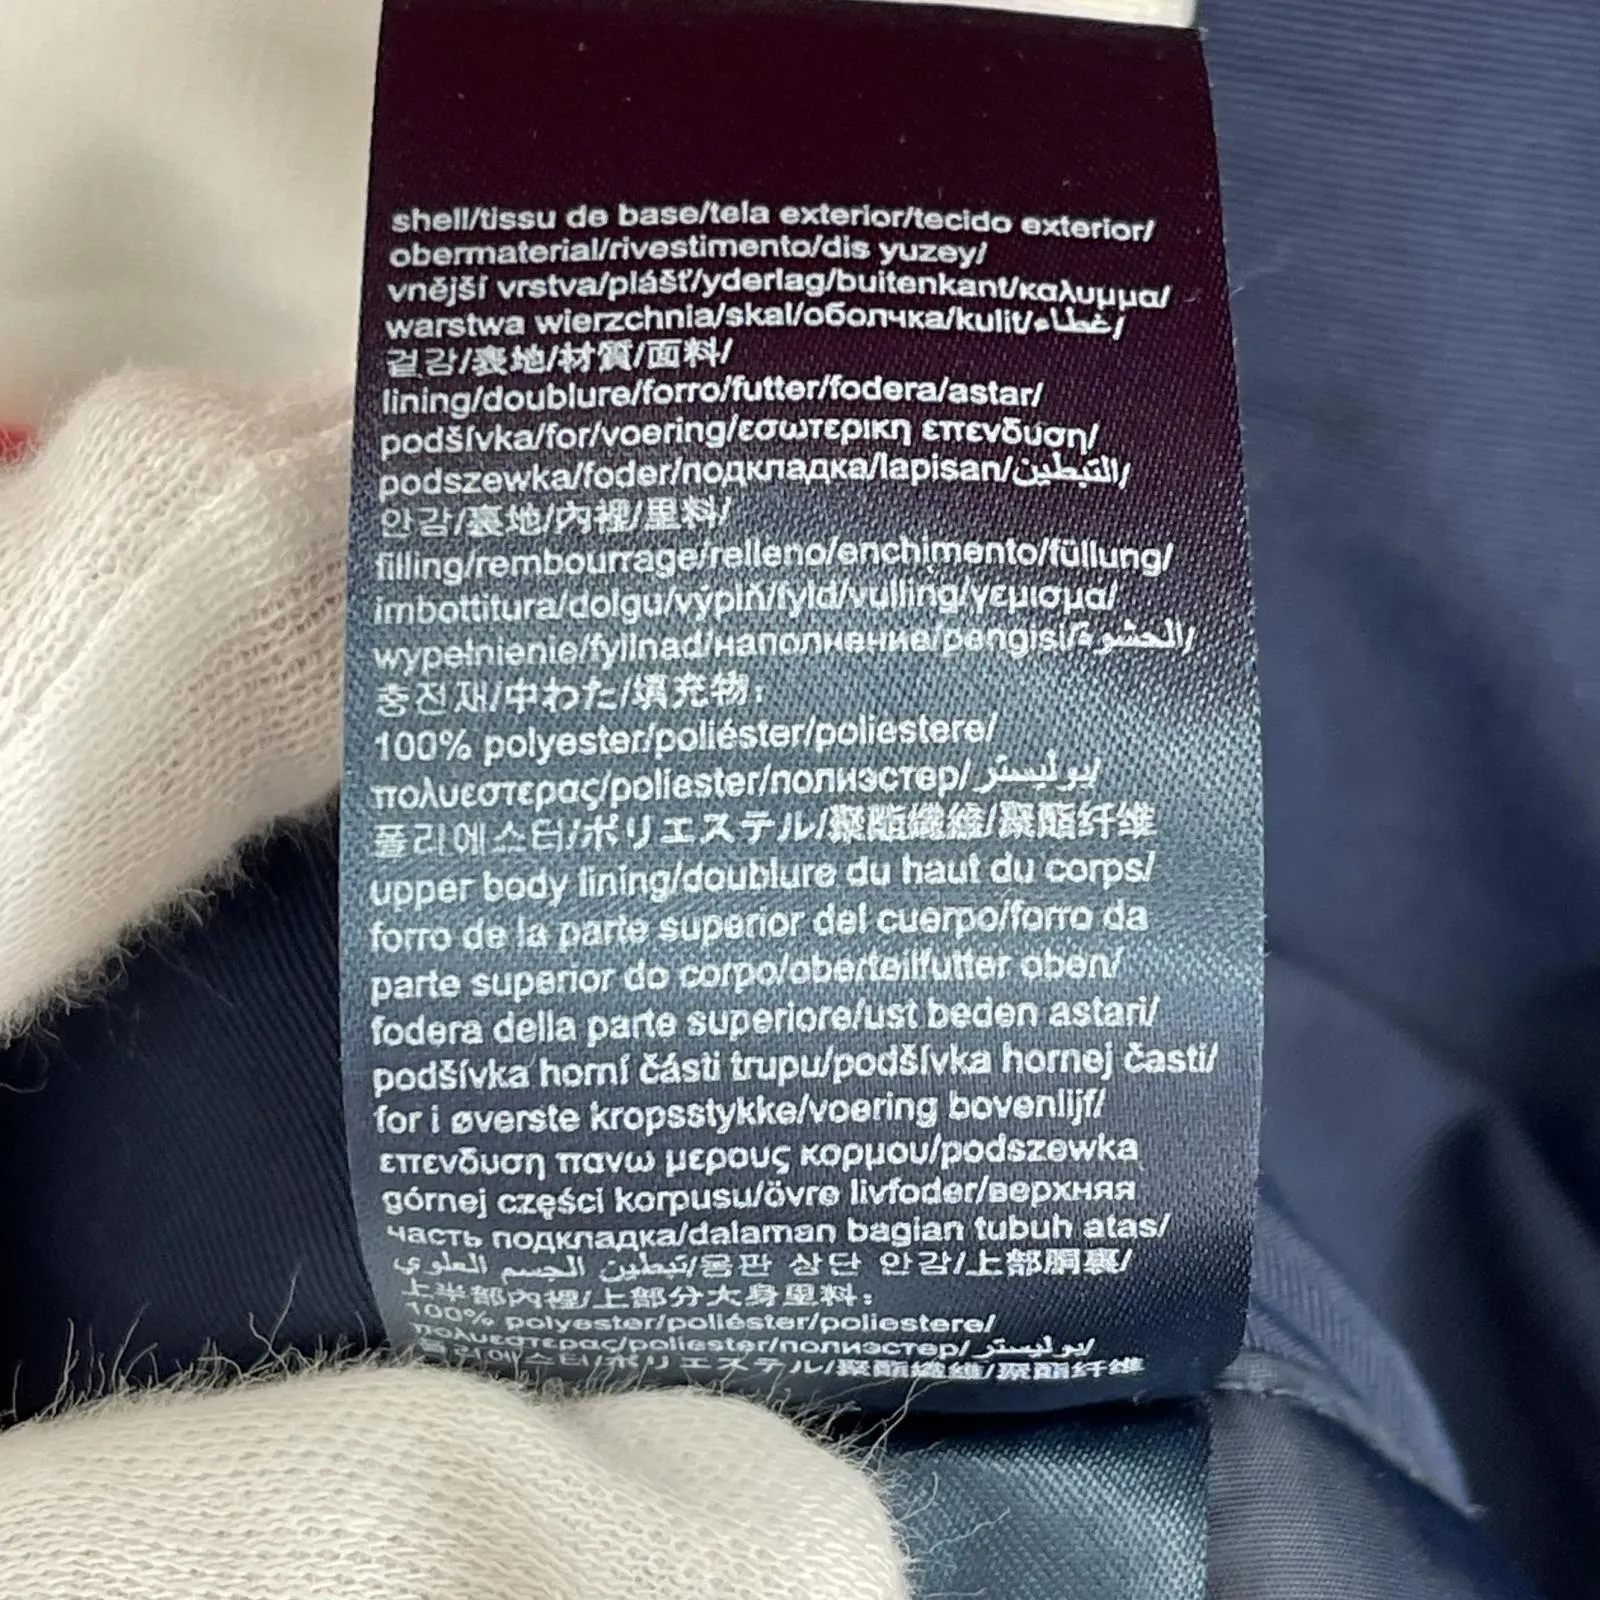 shell/tissu de base/tela exterior/tecido exterior/
obermaterial/rivestimento/dis yuzey/
vnější vrstva/plášť/yderlag/buitenkant/καλυμμα/
warstwa wierzchnia/skal/оболчка/kulit/غطاء/
겉감/表地/材質/面料/
lining/doublure/forro/futter/fodera/astar/
podšívka/for/voering/εσωτερικη επενδυση/
podszewka/foder/подкладка/lapisan/التبطين/
안감/裏地/內裡/里料/
filling/rembourrage/relleno/enchimento/füllung/
imbottitura/dolgu/výplň/fyld/vulling/γεμισμα/
wypełnienie/fyllnad/наполнение/pengisi/الحشوة/
충전재/中わた/填充物:
100% polyester/poliéster/poliestere/
πολυεστερας/poliester/полиэстер/بوليستر/
폴리에스터/ポリエステル/聚酯纖維/聚酯纤维
upper body lining/doublure du haut du corps/
forro de la parte superior del cuerpo/forro da
parte superior do corpo/oberteilfutter oben/
fodera della parte superiore/ust beden astari/
podšívka horní části trupu/podšívka hornej časti/
for i øverste kropsstykke/voering bovenlijf/
επενδυση πανω μερους κορμου/podszewka
górnej części korpusu/övre livfoder/верхняя
часть подкладка/dalaman bagian tubuh atas/
تبطين الجسم العلوي/몸판 상단 안감/上部胴裏/
上半部內裡/上部分大身里料:
100% polyester/poliéster/poliestere/
πολυεστερας/poliester/полиэстер/بوليستر/
폴리에스터/ポリエステル/聚酯纖維/聚酯纤维